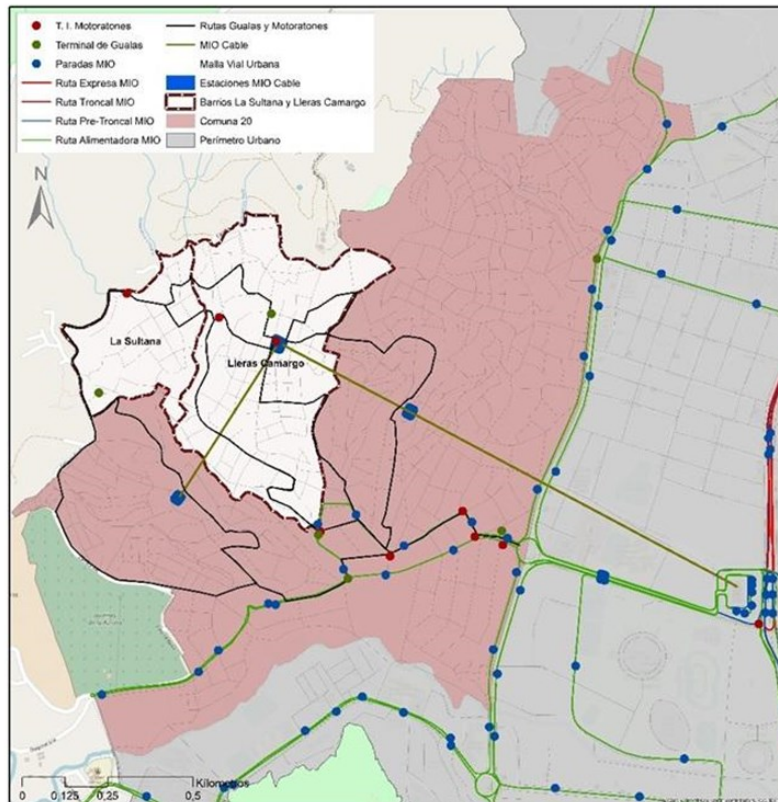 T. I. Motoratones
Terminal de Gualas
Paradas MIO
Ruta Expresa MIO
Ruta Troncal MIO
Ruta Pre-Troncal MIO
Ruta Alimentadora MIO
Rutas Gualas y Motoratones
MIO Cable
Malla Vial Urbana
Estaciones MIO Cable
Barrios La Sultana y Lleras Camargo
Comuna 20
Perímetro Urbano
N
La Sultana
Lleras Camargo
Kilometros
0 0,125 0,25 0,5